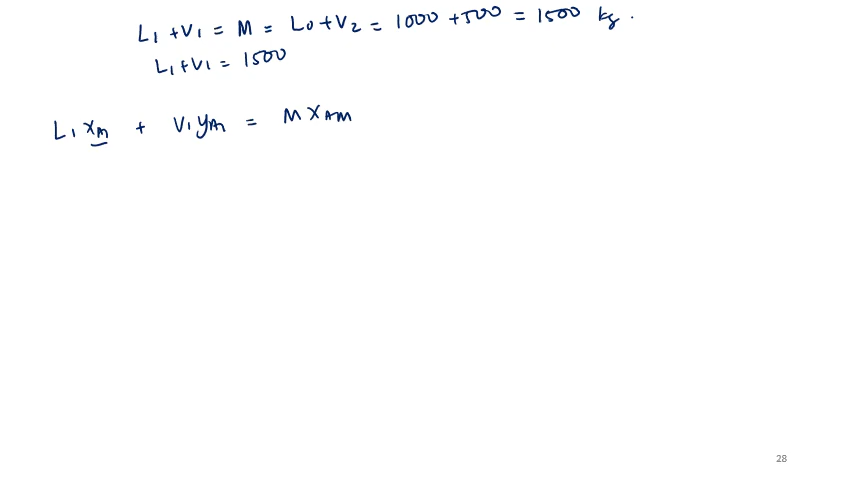 L1 + V1 = M = L0 + V2 = 1000 + 500 = 1500 kg.
L1 + V1 = 1500
L1 xA1 + V1 yA1 = M xAM
28